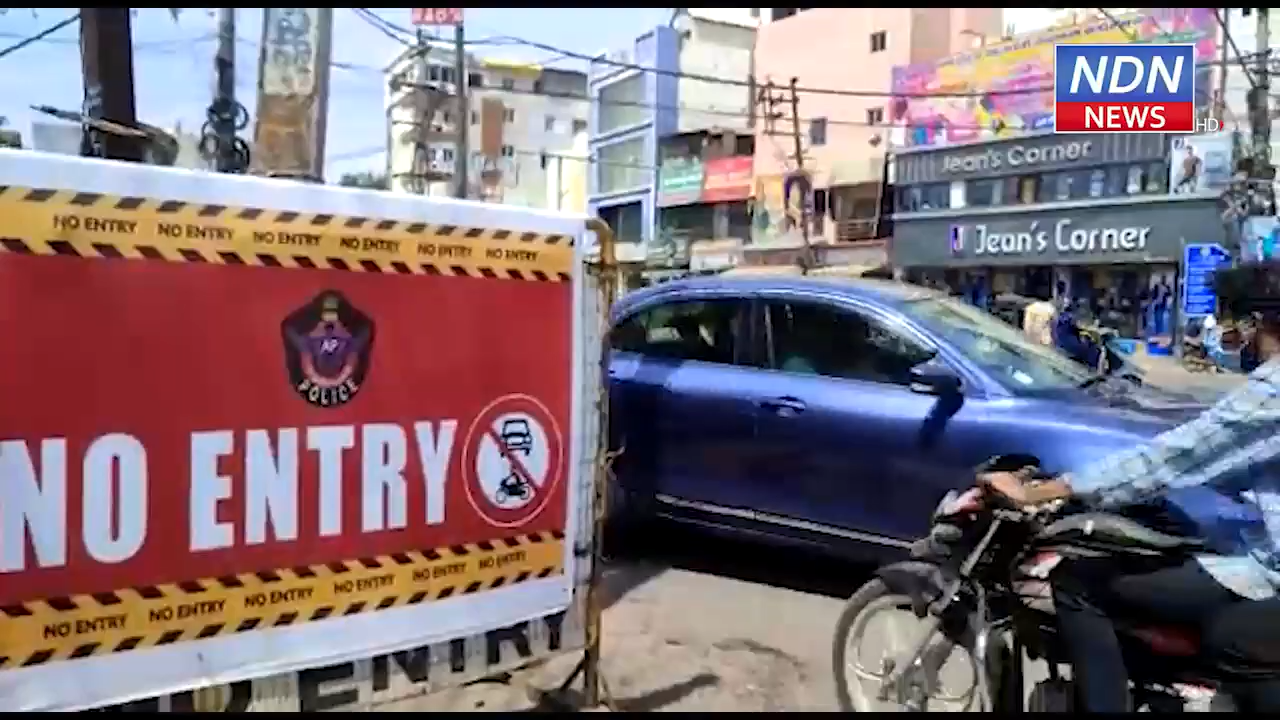 NDN
NEWS
HD
Jean's Corner
Jean's Corner
NO ENTRY NO ENTRY NO ENTRY NO ENTRY NO ENTRY NO ENTRY
AP
POLICE
NO ENTRY
NO ENTRY NO ENTRY NO ENTRY NO ENTRY NO ENTRY NO ENTRY
ENTRY